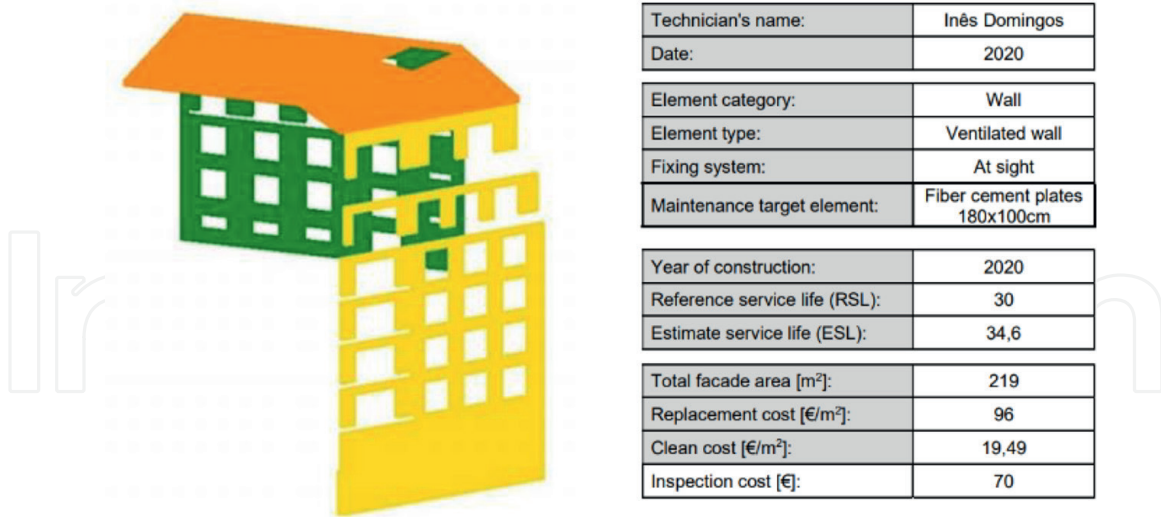 Technician's name: Inês Domingos
Date: 2020
Element category: Wall
Element type: Ventilated wall
Fixing system: At sight
Maintenance target element: Fiber cement plates
180x100cm
Year of construction: 2020
Reference service life (RSL): 30
Estimate service life (ESL): 34,6
Total facade area [m²]: 219
Replacement cost [€/m²]: 96
Clean cost [€/m²]: 19,49
Inspection cost [€]: 70